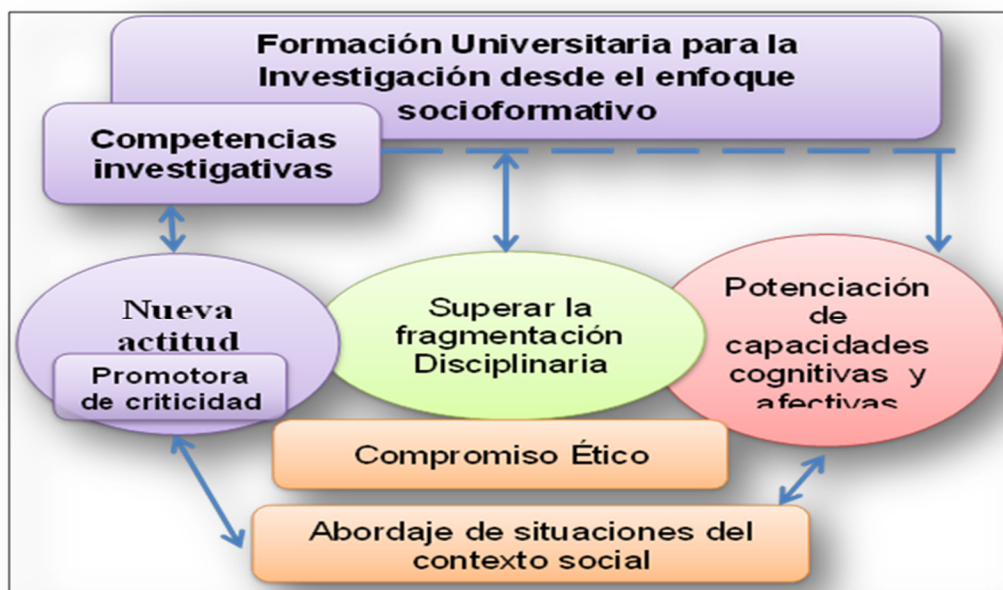 Formación Universitaria para la
Investigación desde el enfoque
socioformativo
Competencias
investigativas
Nueva
actitud
Promotora
de criticidad
Superar la
fragmentación
Disciplinaria
Potenciación
de
capacidades
cognitivas y
afectivas
Compromiso Ético
Abordaje de situaciones del
contexto social